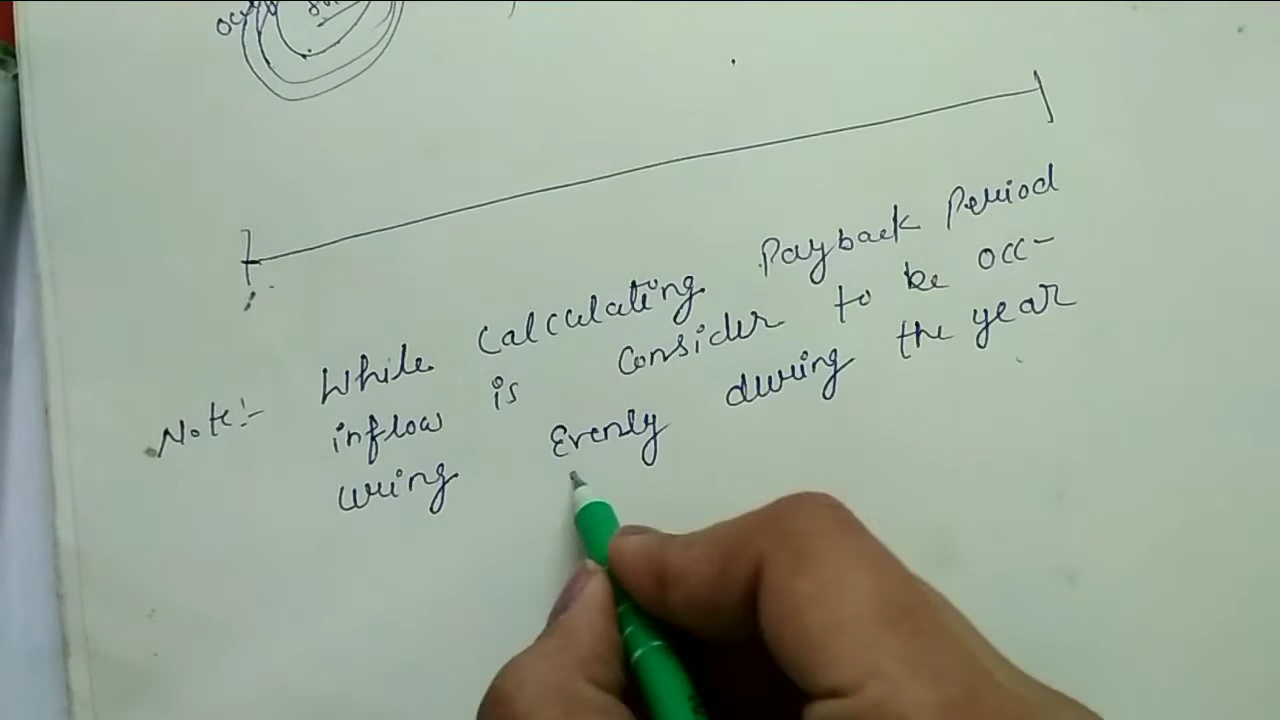 Note:- While Calculating Payback Period
inflow is Consider to be occ-
uring Evenly during the year